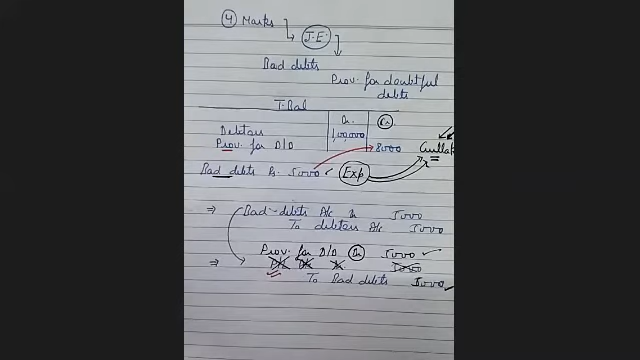 4 Marks
J.E.
Bad debts
Prov. for doubtful
debts
T. Bal
Dr. Cr.
Debtors 1,00,000
Prov. for D/D 8000 Gullak
Bad debts Rs. 5000 Exp
⇒ Bad-debts A/c Dr 5000
To debtors A/c 5000
Prov. for D/D Dr 5000
⇒ 5000
To Bad debts 5000